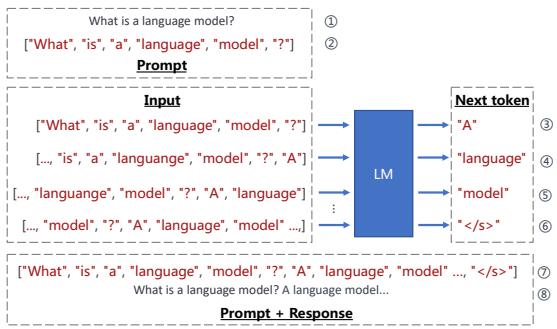 What is a language model? ①
["What", "is", "a", "language", "model", "?"] ②
Prompt
Input Next token
["What", "is", "a", "language", "model", "?"] "A" ③
[..., "is", "a", "languange", "model", "?", "A"] "language" ④
LM
[..., "languange", "model", "?", "A", "language"] "model" ⑤
⋮
[..., "model", "?", "A", "language", "model" ...,] "</s>" ⑥
["What", "is", "a", "language", "model", "?", "A", "language", "model" ..., "</s>"] ⑦
What is a language model? A language model... ⑧
Prompt + Response